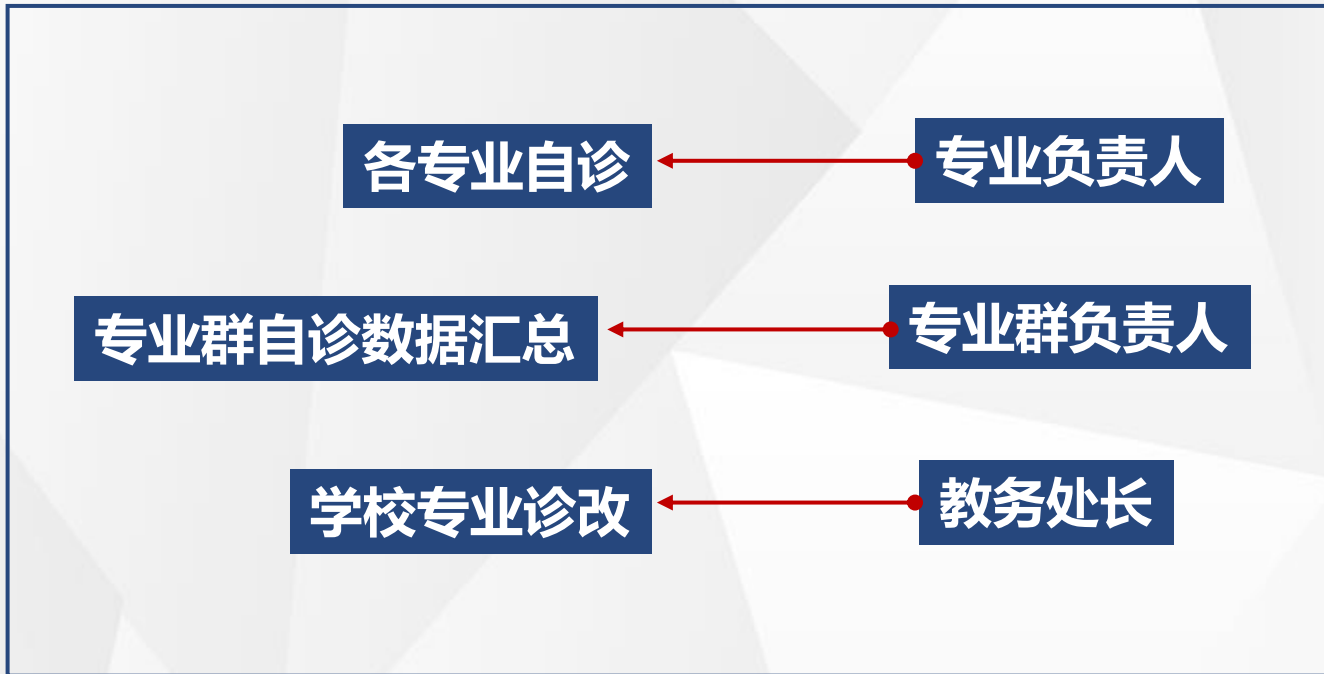 各专业自诊
专业负责人
专业群自诊数据汇总
专业群负责人
学校专业诊改
教务处长